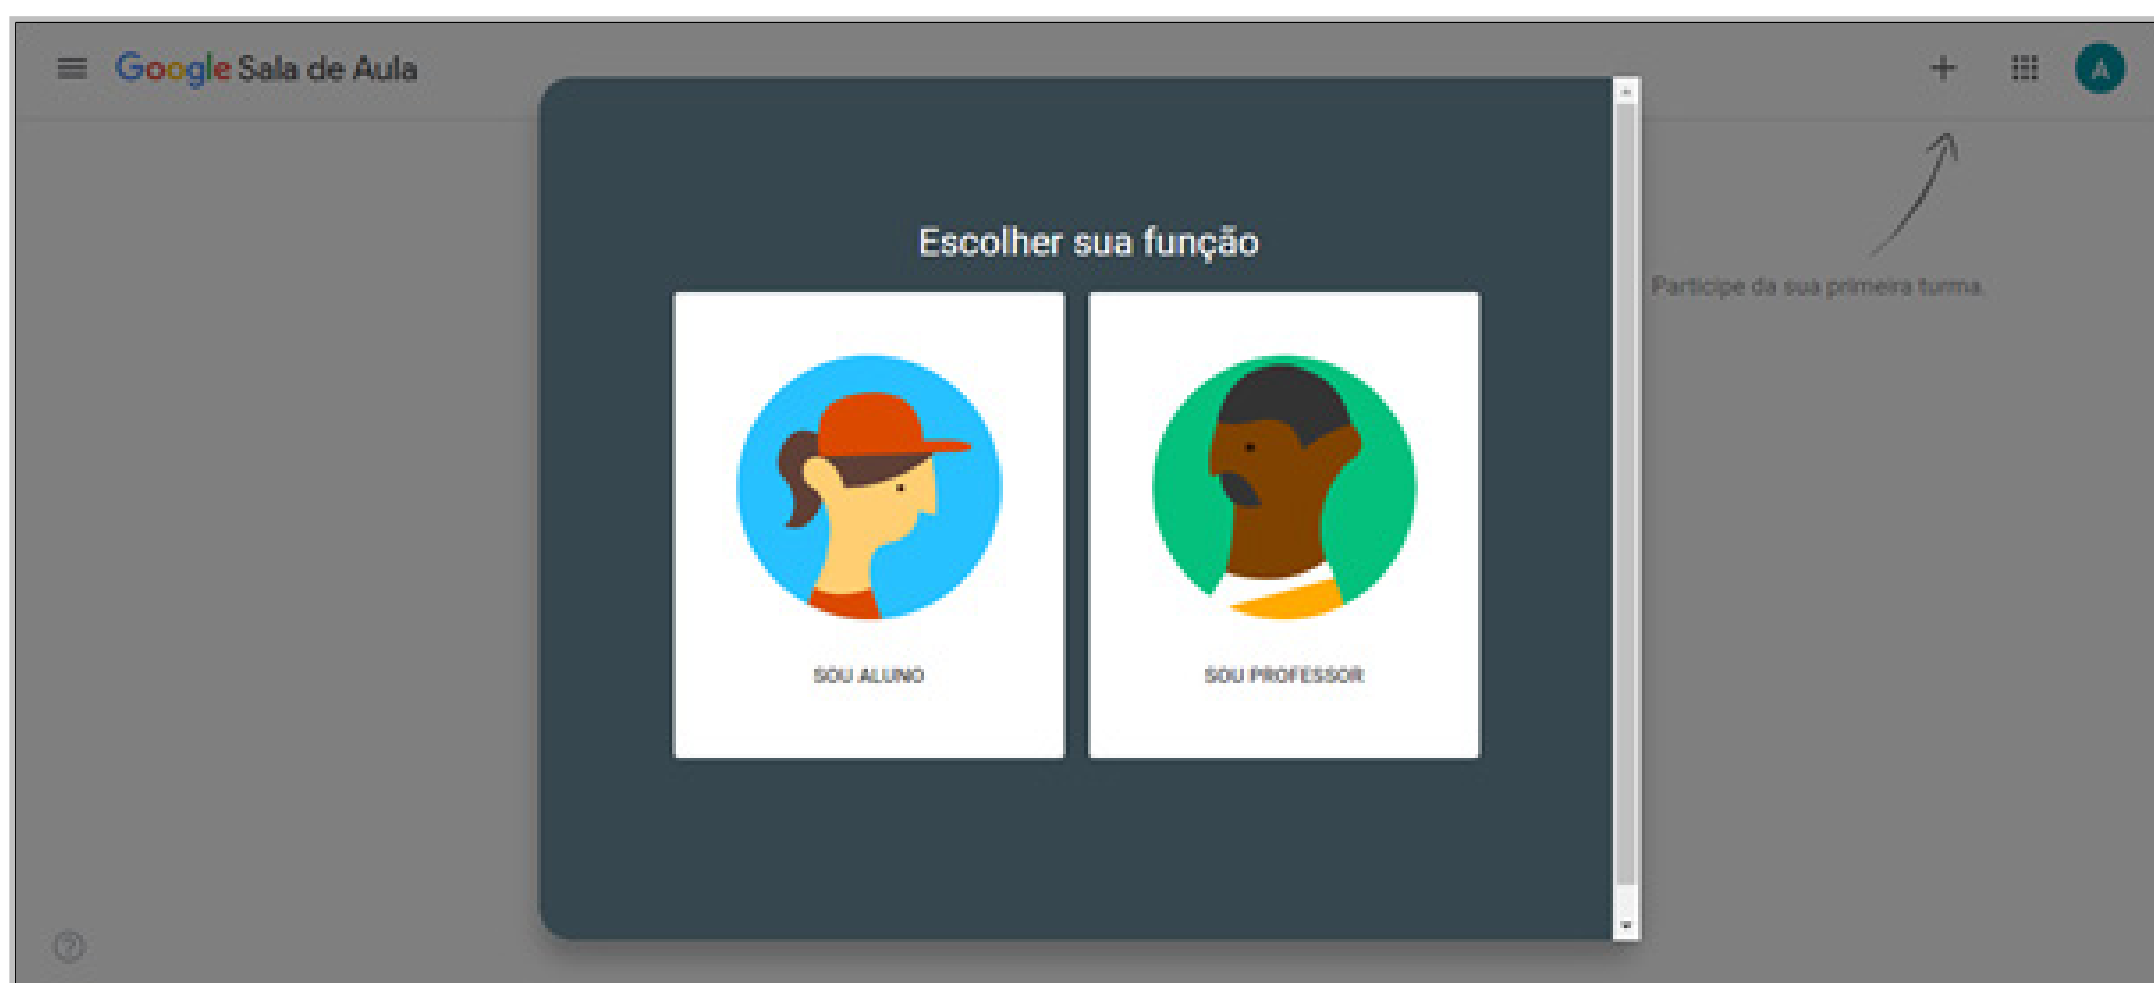 Google Sala de Aula
A
Escolher sua função
Participe da sua primeira turma.
SOU ALUNO
SOU PROFESSOR
?